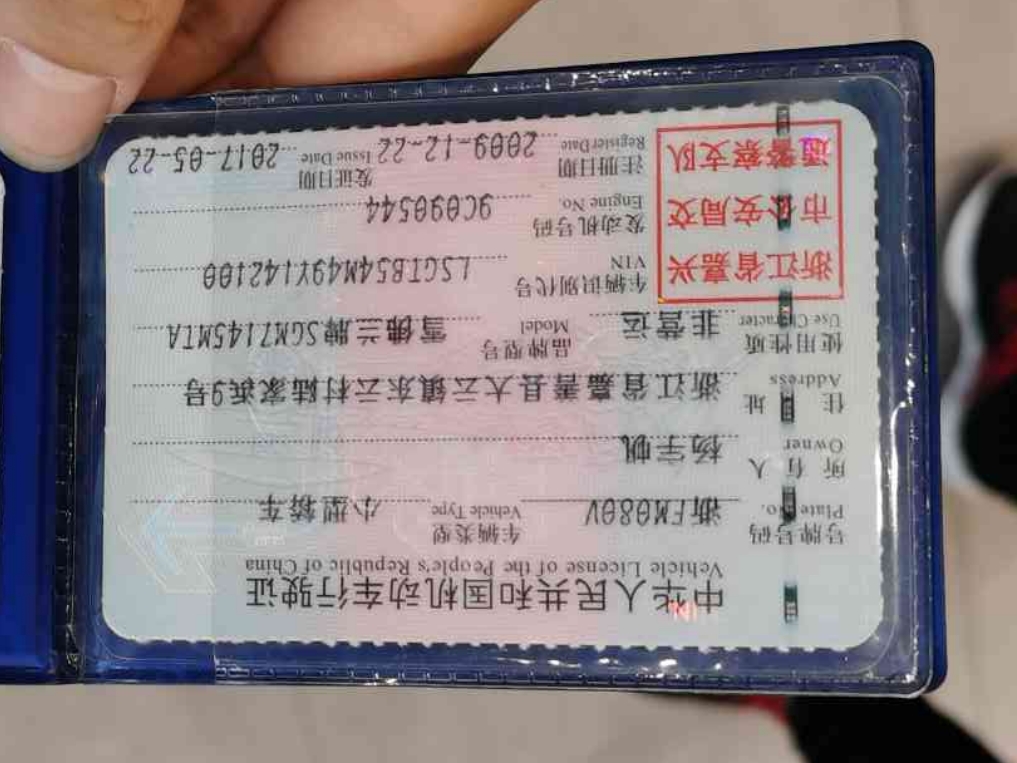 中华人民共和国机动车行驶证
Vehicle License of the People's Republic of China
号牌号码 Plate No. 浙FM080V 车辆类型 Vehicle Type 小型轿车
所有人 Owner 杨宇帆
住址 Address 浙江省嘉善县大云镇东云村陆家浜9号
使用性质 Use Character 非营运 品牌型号 Model 雪佛兰牌SGM7145MTA
浙江省嘉兴
市公安局交
通警察支队
车辆识别代号 VIN LSGTB54M49Y142100
发动机号码 Engine No. 9C090544
注册日期 Register Date 2009-12-22 发证日期 Issue Date 2017-05-22